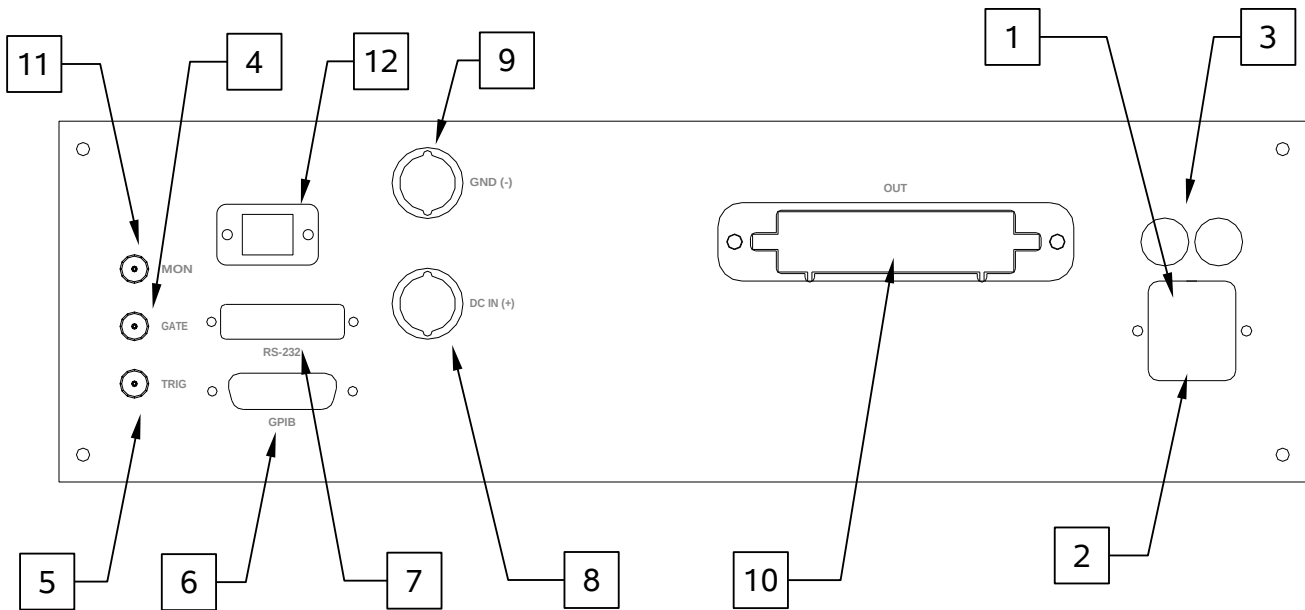 1
3
11
4
12
9
GND (-)
OUT
MON
DC IN (+)
GATE
RS-232
TRIG
GPIB
5
6
7
8
10
2